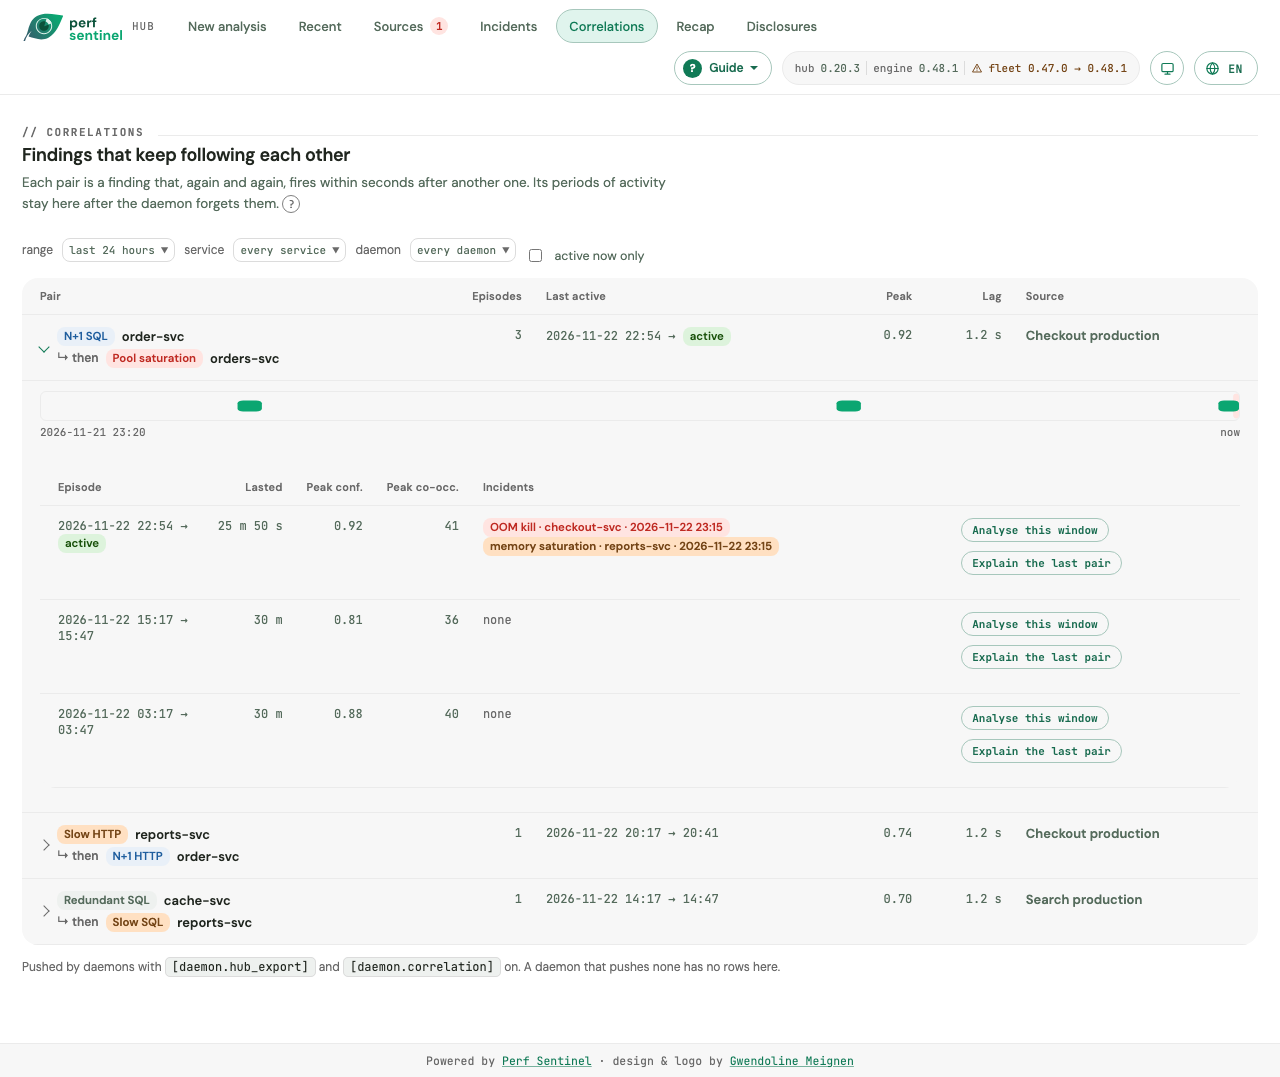 perf sentinel HUB New analysis Recent Sources 1 Incidents Correlations Recap Disclosures
? Guide hub 0.20.3 engine 0.48.1 ⚠ fleet 0.47.0 → 0.48.1 EN
// CORRELATIONS
Findings that keep following each other
Each pair is a finding that, again and again, fires within seconds after another one. Its periods of activity
stay here after the daemon forgets them. ?
range last 24 hours ▼ service every service ▼ daemon every daemon ▼ active now only
Pair Episodes Last active Peak Lag Source
N+1 SQL order-svc 3 2026-11-22 22:54 → active 0.92 1.2 s Checkout production
↳ then Pool saturation orders-svc
2026-11-21 23:20 now
Episode Lasted Peak conf. Peak co-occ. Incidents
2026-11-22 22:54 → 25 m 50 s 0.92 41 OOM kill · checkout-svc · 2026-11-22 23:15 Analyse this window
active memory saturation · reports-svc · 2026-11-22 23:15
Explain the last pair
2026-11-22 15:17 → 30 m 0.81 36 none Analyse this window
15:47
Explain the last pair
2026-11-22 03:17 → 30 m 0.88 40 none Analyse this window
03:47
Explain the last pair
Slow HTTP reports-svc 1 2026-11-22 20:17 → 20:41 0.74 1.2 s Checkout production
↳ then N+1 HTTP order-svc
Redundant SQL cache-svc 1 2026-11-22 14:17 → 14:47 0.70 1.2 s Search production
↳ then Slow SQL reports-svc
Pushed by daemons with [daemon.hub_export] and [daemon.correlation] on. A daemon that pushes none has no rows here.
Powered by Perf Sentinel · design & logo by Gwendoline Meignen